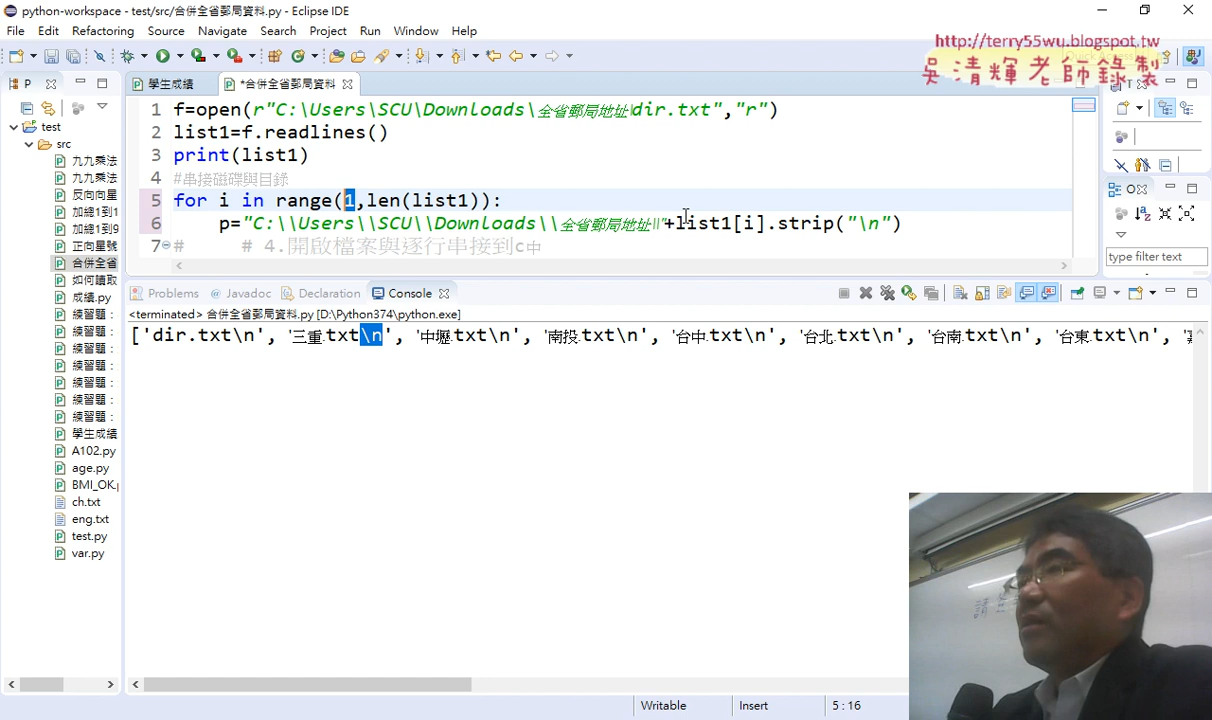 python-workspace - test/src/合併全省郵局資料.py - Eclipse IDE
File Edit Refactoring Source Navigate Search Project Run Window Help
http://terry55wu.blogspot.tw
吳清輝老師錄製
P
學生成績
*合併全省郵局資料
test
src
九九乘法
九九乘法
反向向星
加總1到1
加總1到9
正向星號
合併全省
如何讀取
成績.py
練習題：
練習題：
練習題：
練習題：
練習題：
練習題：
練習題：
學生成績
A102.py
age.py
BMI_OK.p
ch.txt
eng.txt
test.py
var.py
1 f=open(r"C:\Users\SCU\Downloads\全省郵局地址\dir.txt","r")
2 list1=f.readlines()
3 print(list1)
4 #串接磁碟與目錄
5 for i in range(1,len(list1)):
6 p="C:\\Users\\SCU\\Downloads\\全省郵局地址\\"+list1[i].strip("\n")
7 # # 4.開啟檔案與逐行串接到c中
type filter text
Problems Javadoc Declaration Console
<terminated> 合併全省郵局資料.py [D:\Python374\python.exe]
['dir.txt\n', '三重.txt\n', '中壢.txt\n', '南投.txt\n', '台中.txt\n', '台北.txt\n', '台南.txt\n', '台東.txt\n', '
Writable Insert 5 : 16